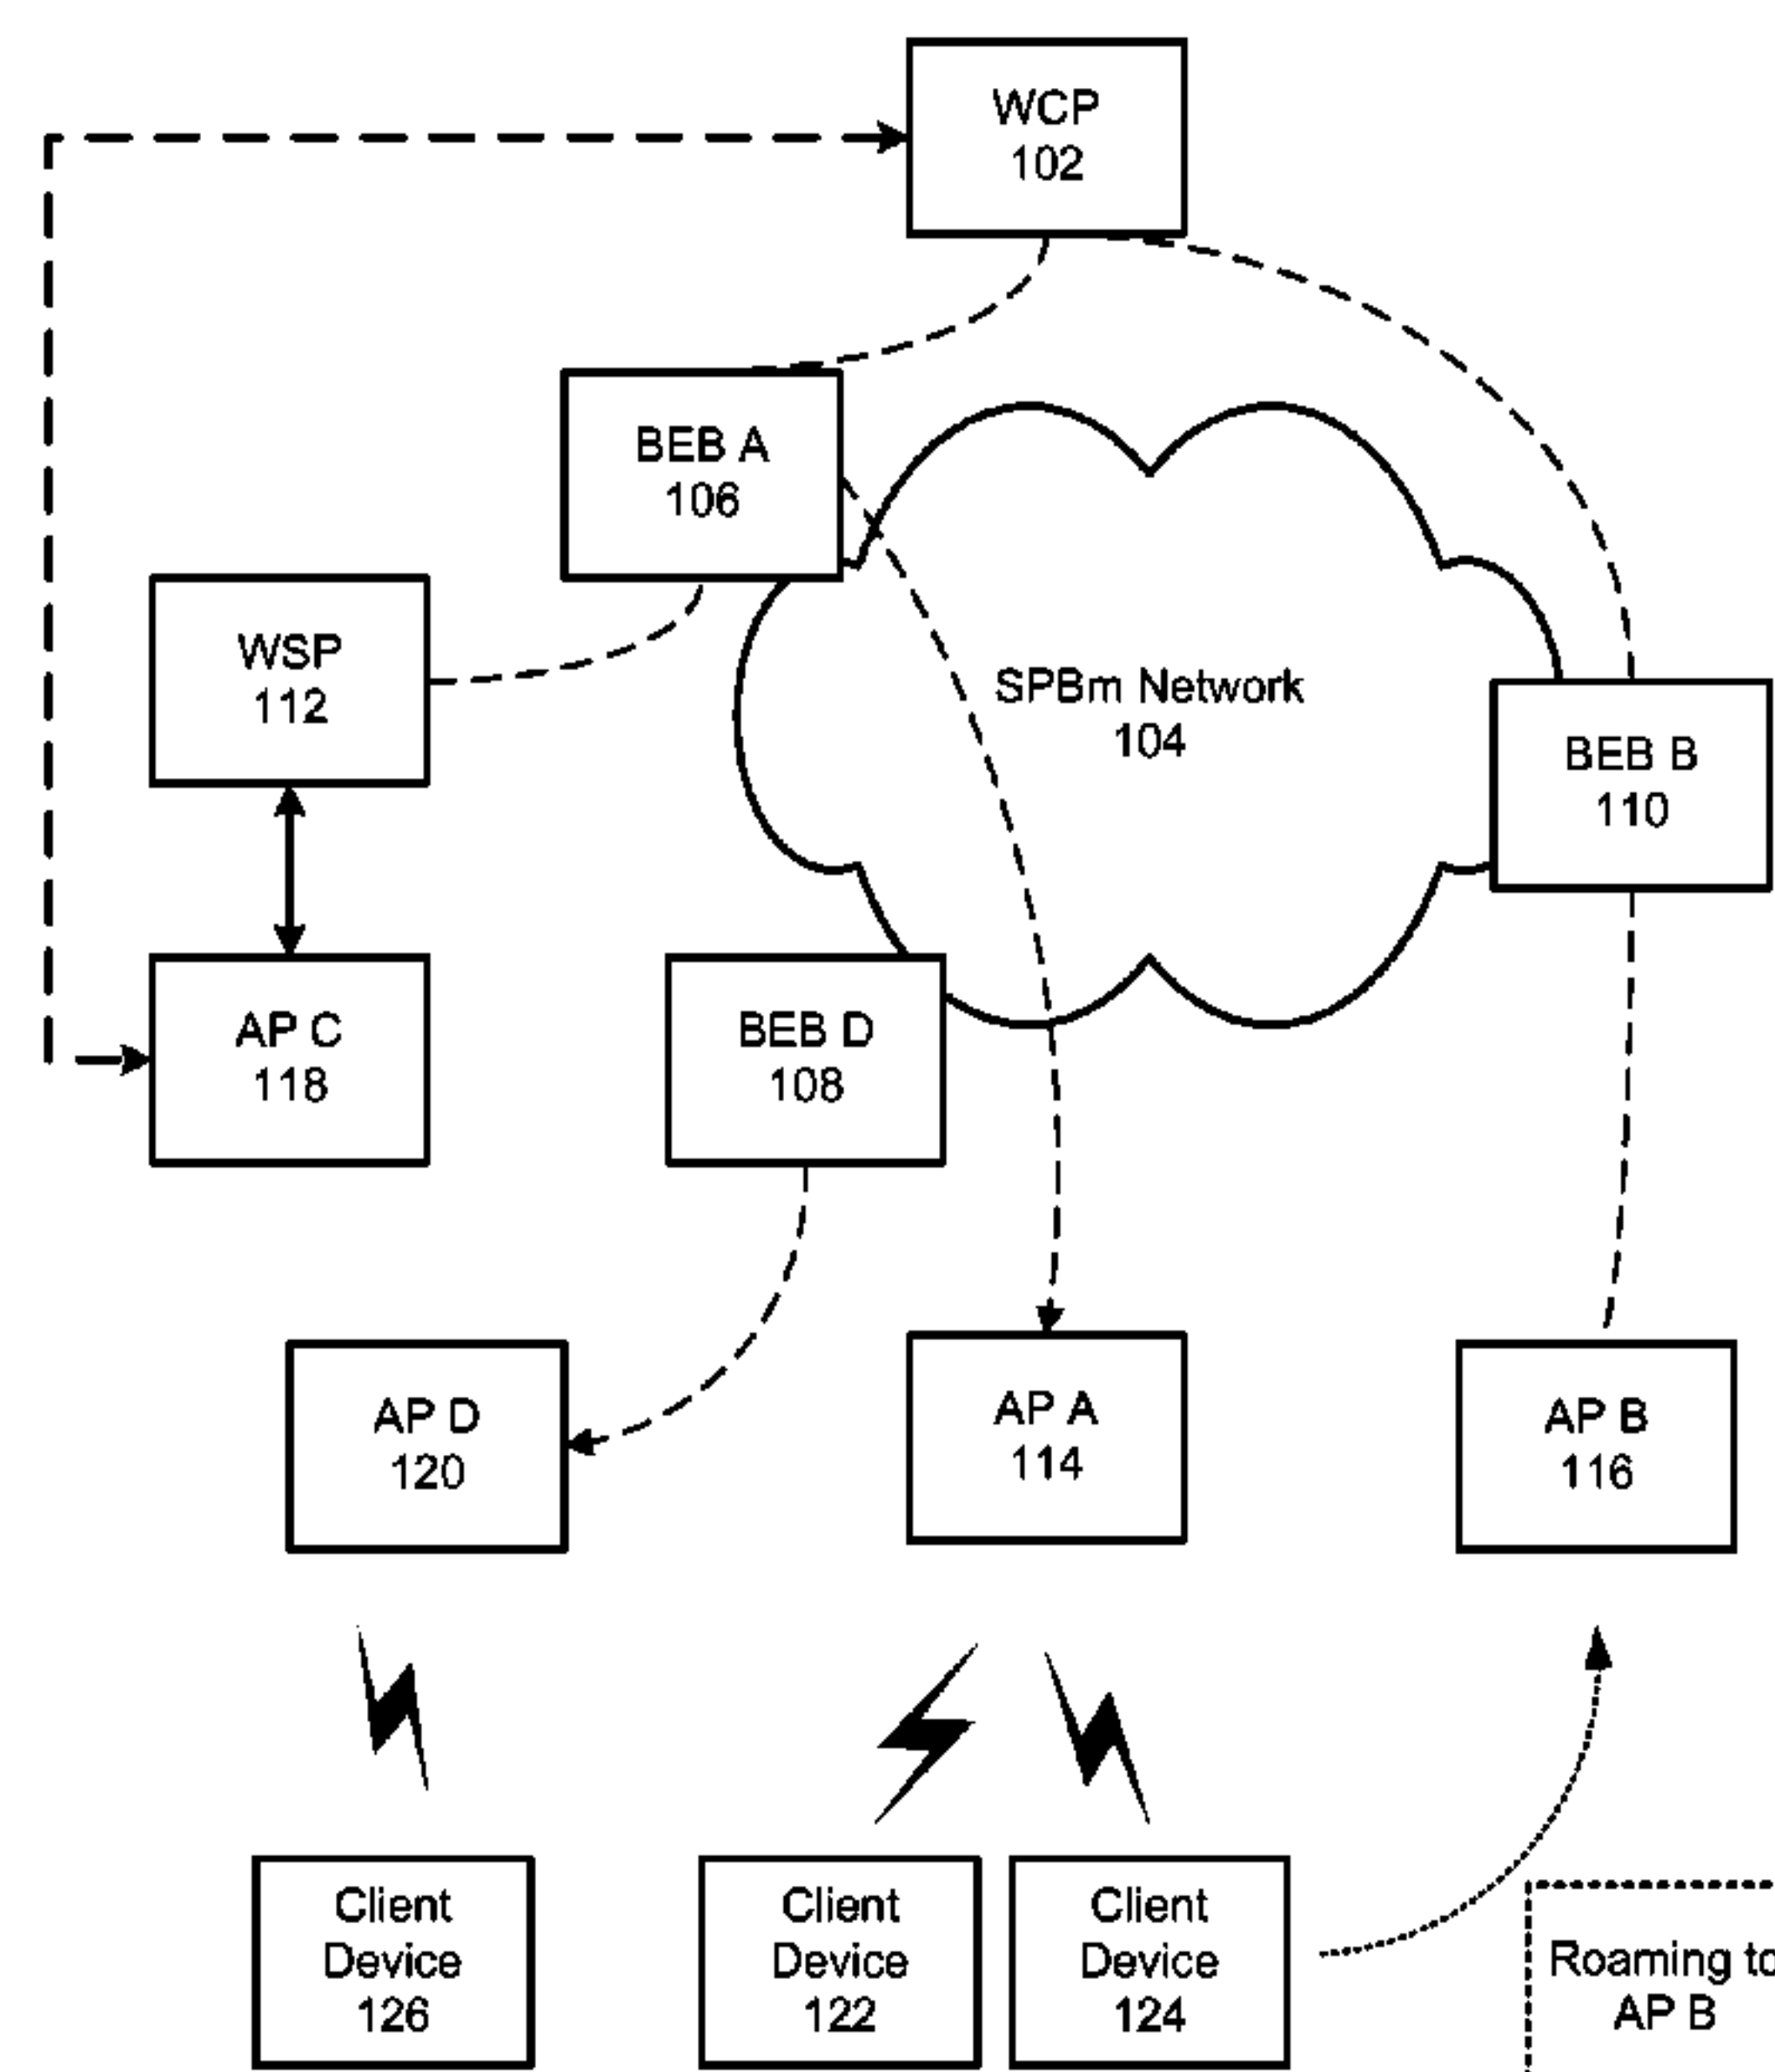 WCP
102
BEB A
106
WSP
112
SPBm Network
104
BEB B
110
AP C
118
BEB D
108
AP D
120
AP A
114
AP B
116
Client
Device
126
Client
Device
122
Client
Device
124
Roaming to
AP B